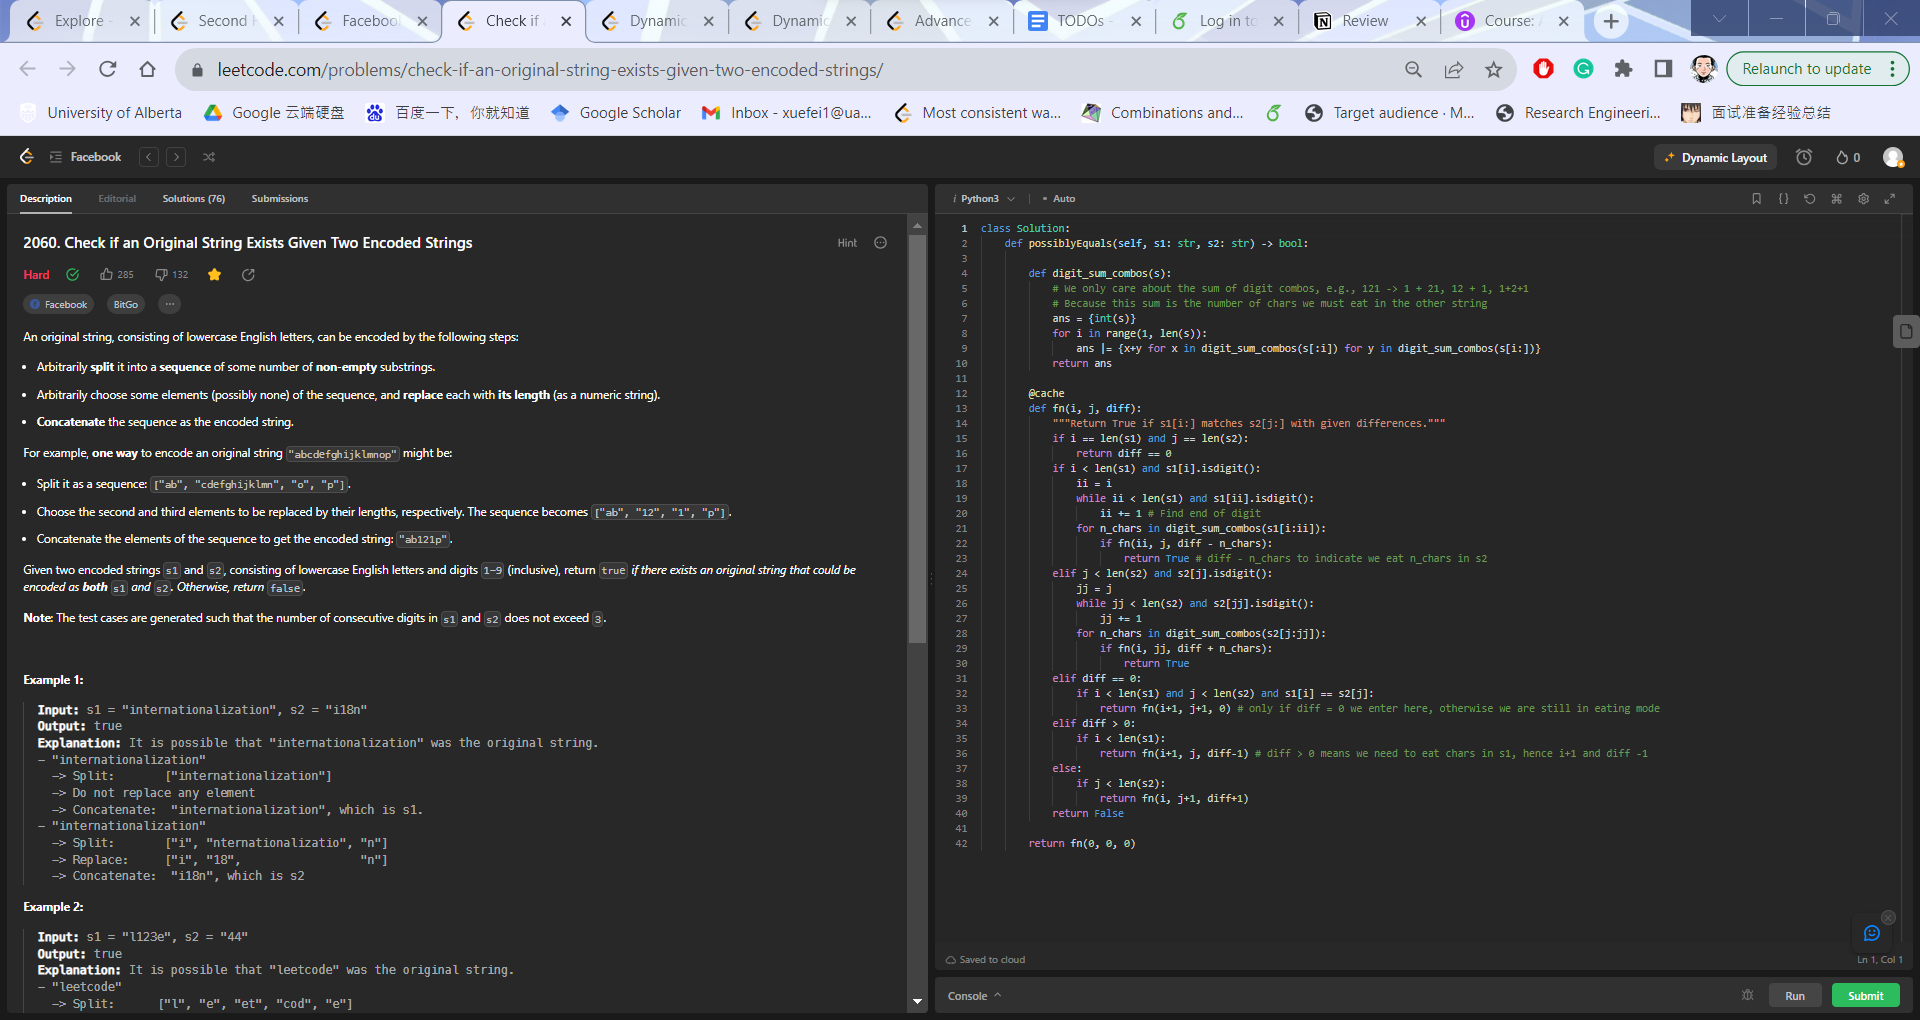 Explore -
Second
Facebool
Check if
Dynamic
Dynamic
Advance
TODOs -
Log in to
Review
Course:
leetcode.com/problems/check-if-an-original-string-exists-given-two-encoded-strings/
Relaunch to update
University of Alberta
Google 云端硬盘
百度一下，你就知道
Google Scholar
Inbox - xuefei1@ua...
Most consistent wa...
Combinations and...
Target audience · M...
Research Engineeri...
面试准备经验总结
Facebook
Dynamic Layout
0
Description
Editorial
Solutions (76)
Submissions
2060. Check if an Original String Exists Given Two Encoded Strings
Hint
Hard
285
132
Facebook
BitGo
An original string, consisting of lowercase English letters, can be encoded by the following steps:
• Arbitrarily split it into a sequence of some number of non-empty substrings.
• Arbitrarily choose some elements (possibly none) of the sequence, and replace each with its length (as a numeric string).
• Concatenate the sequence as the encoded string.
For example, one way to encode an original string "abcdefghijklmnop" might be:
• Split it as a sequence: ["ab", "cdefghijklmn", "o", "p"].
• Choose the second and third elements to be replaced by their lengths, respectively. The sequence becomes ["ab", "12", "1", "p"].
• Concatenate the elements of the sequence to get the encoded string: "ab121p".
Given two encoded strings s1 and s2, consisting of lowercase English letters and digits 1-9 (inclusive), return true if there exists an original string that could be
encoded as both s1 and s2. Otherwise, return false.
Note: The test cases are generated such that the number of consecutive digits in s1 and s2 does not exceed 3.
Example 1:
Input: s1 = "internationalization", s2 = "i18n"
Output: true
Explanation: It is possible that "internationalization" was the original string.
- "internationalization"
-> Split: ["internationalization"]
-> Do not replace any element
-> Concatenate: "internationalization", which is s1.
- "internationalization"
-> Split: ["i", "nternationalizatio", "n"]
-> Replace: ["i", "18", "n"]
-> Concatenate: "i18n", which is s2
Example 2:
Input: s1 = "l123e", s2 = "44"
Output: true
Explanation: It is possible that "leetcode" was the original string.
- "leetcode"
-> Split: ["l", "e", "et", "cod", "e"]
i Python3
• Auto
1 class Solution:
2 def possiblyEquals(self, s1: str, s2: str) -> bool:
3
4 def digit_sum_combos(s):
5 # We only care about the sum of digit combos, e.g., 121 -> 1 + 21, 12 + 1, 1+2+1
6 # Because this sum is the number of chars we must eat in the other string
7 ans = {int(s)}
8 for i in range(1, len(s)):
9 ans |= {x+y for x in digit_sum_combos(s[:i]) for y in digit_sum_combos(s[i:])}
10 return ans
11
12 @cache
13 def fn(i, j, diff):
14 """Return True if s1[i:] matches s2[j:] with given differences."""
15 if i == len(s1) and j == len(s2):
16 return diff == 0
17 if i < len(s1) and s1[i].isdigit():
18 ii = i
19 while ii < len(s1) and s1[ii].isdigit():
20 ii += 1 # Find end of digit
21 for n_chars in digit_sum_combos(s1[i:ii]):
22 if fn(ii, j, diff - n_chars):
23 return True # diff - n_chars to indicate we eat n_chars in s2
24 elif j < len(s2) and s2[j].isdigit():
25 jj = j
26 while jj < len(s2) and s2[jj].isdigit():
27 jj += 1
28 for n_chars in digit_sum_combos(s2[j:jj]):
29 if fn(i, jj, diff + n_chars):
30 return True
31 elif diff == 0:
32 if i < len(s1) and j < len(s2) and s1[i] == s2[j]:
33 return fn(i+1, j+1, 0) # only if diff = 0 we enter here, otherwise we are still in eating mode
34 elif diff > 0:
35 if i < len(s1):
36 return fn(i+1, j, diff-1) # diff > 0 means we need to eat chars in s1, hence i+1 and diff -1
37 else:
38 if j < len(s2):
39 return fn(i, j+1, diff+1)
40 return False
41
42 return fn(0, 0, 0)
Saved to cloud
Ln 1, Col 1
Console
Run
Submit